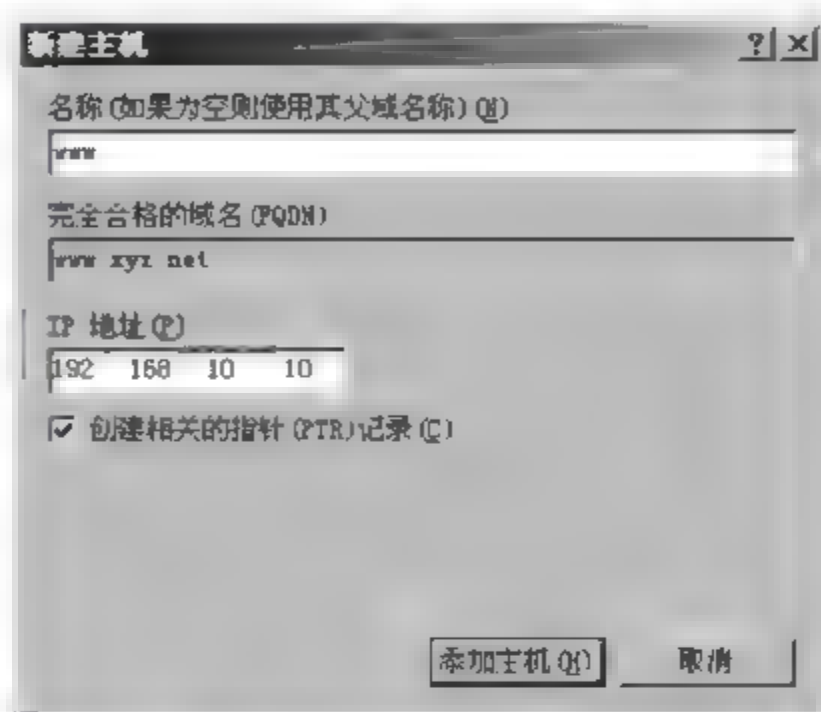 新建主机
名称(如果为空则使用其父域名称)(N)
www
完全合格的域名(FQDN)
www xyz net
IP 地址(P)
192 168 10 10
创建相关的指针(PTR)记录(C)
添加主机(H) 取消